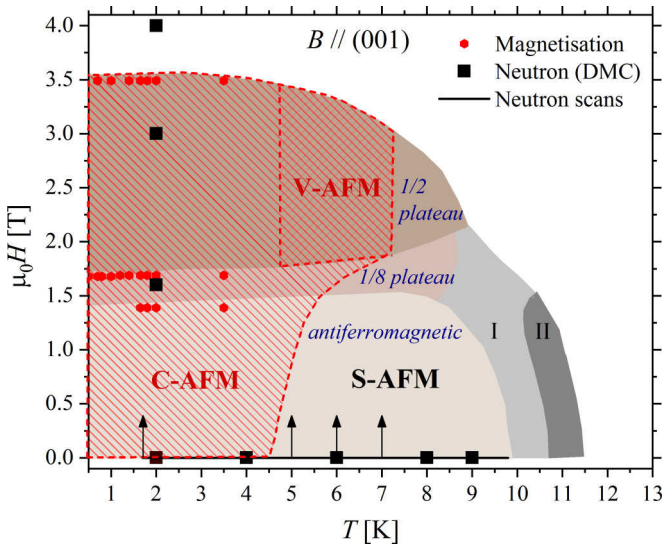 B // (001)
Magnetisation
Neutron (DMC)
Neutron scans
4.0
3.5
3.0
2.5
2.0
1.5
1.0
0.5
0.0
μ₀H [T]
V-AFM
1/2
plateau
1/8 plateau
antiferromagnetic
I
II
C-AFM
S-AFM
1 2 3 4 5 6 7 8 9 10 11 12 13
T [K]